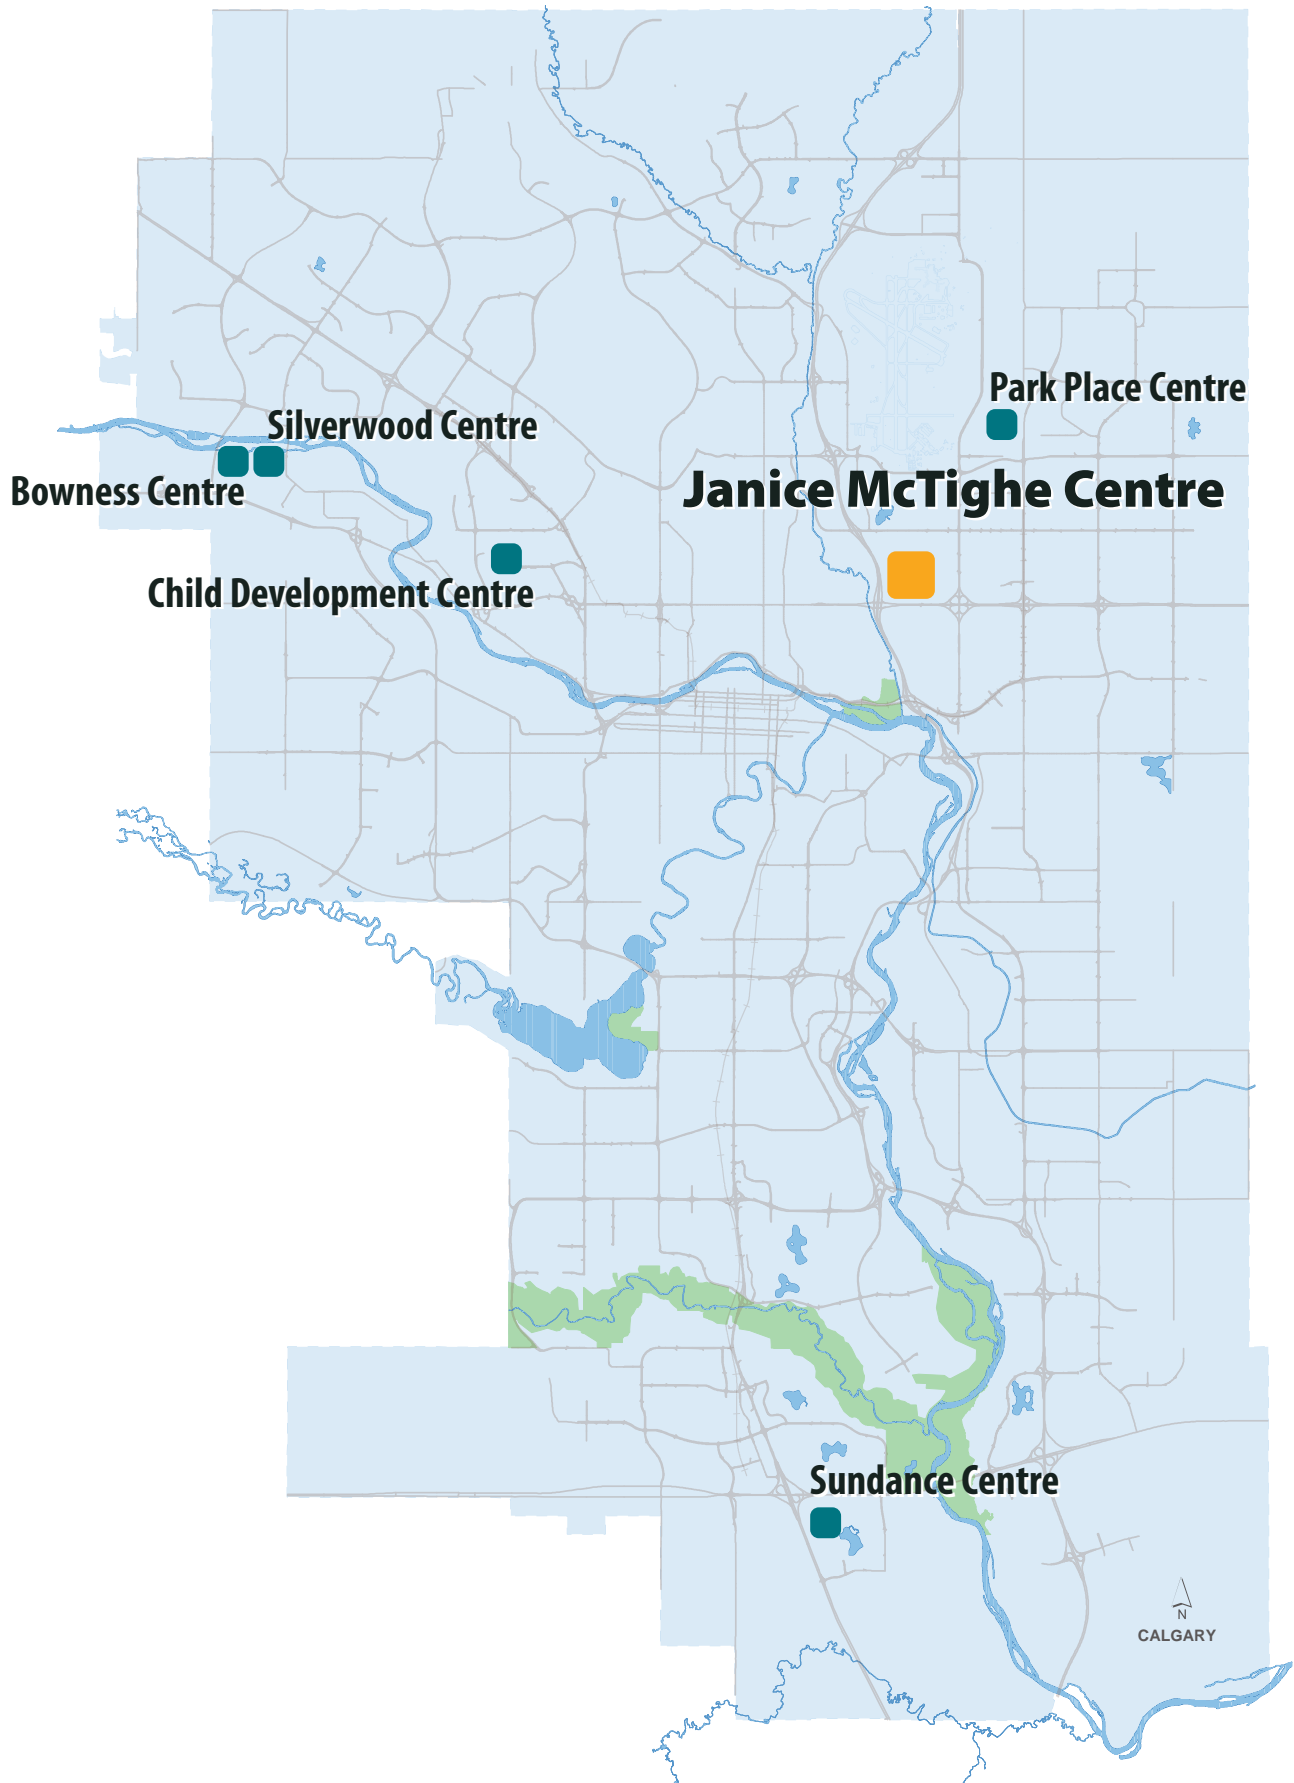 Park Place Centre
Silverwood Centre
Janice McTighe Centre
Bowness Centre
Child Development Centre
Sundance Centre
N
CALGARY